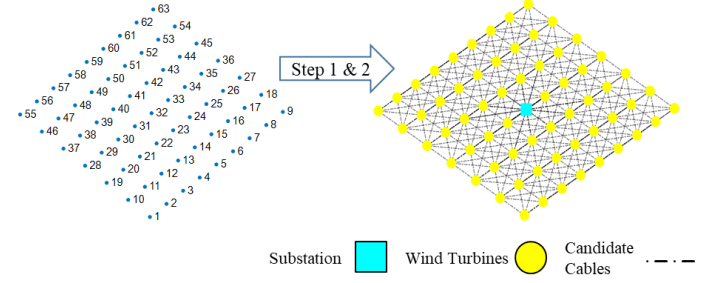 63
62 54
61 53 45
60 52 44 36
59 51 43 35 27
58 50 42 34 26 18
57 49 41 33 25 17 9
56 48 40 32 24 16 8
55 47 39 31 23 15 7
46 38 30 22 14 6
37 29 21 13 5
28 20 12 4
19 11 3
10 2
1
Step 1 & 2
Substation
Wind Turbines
Candidate
Cables